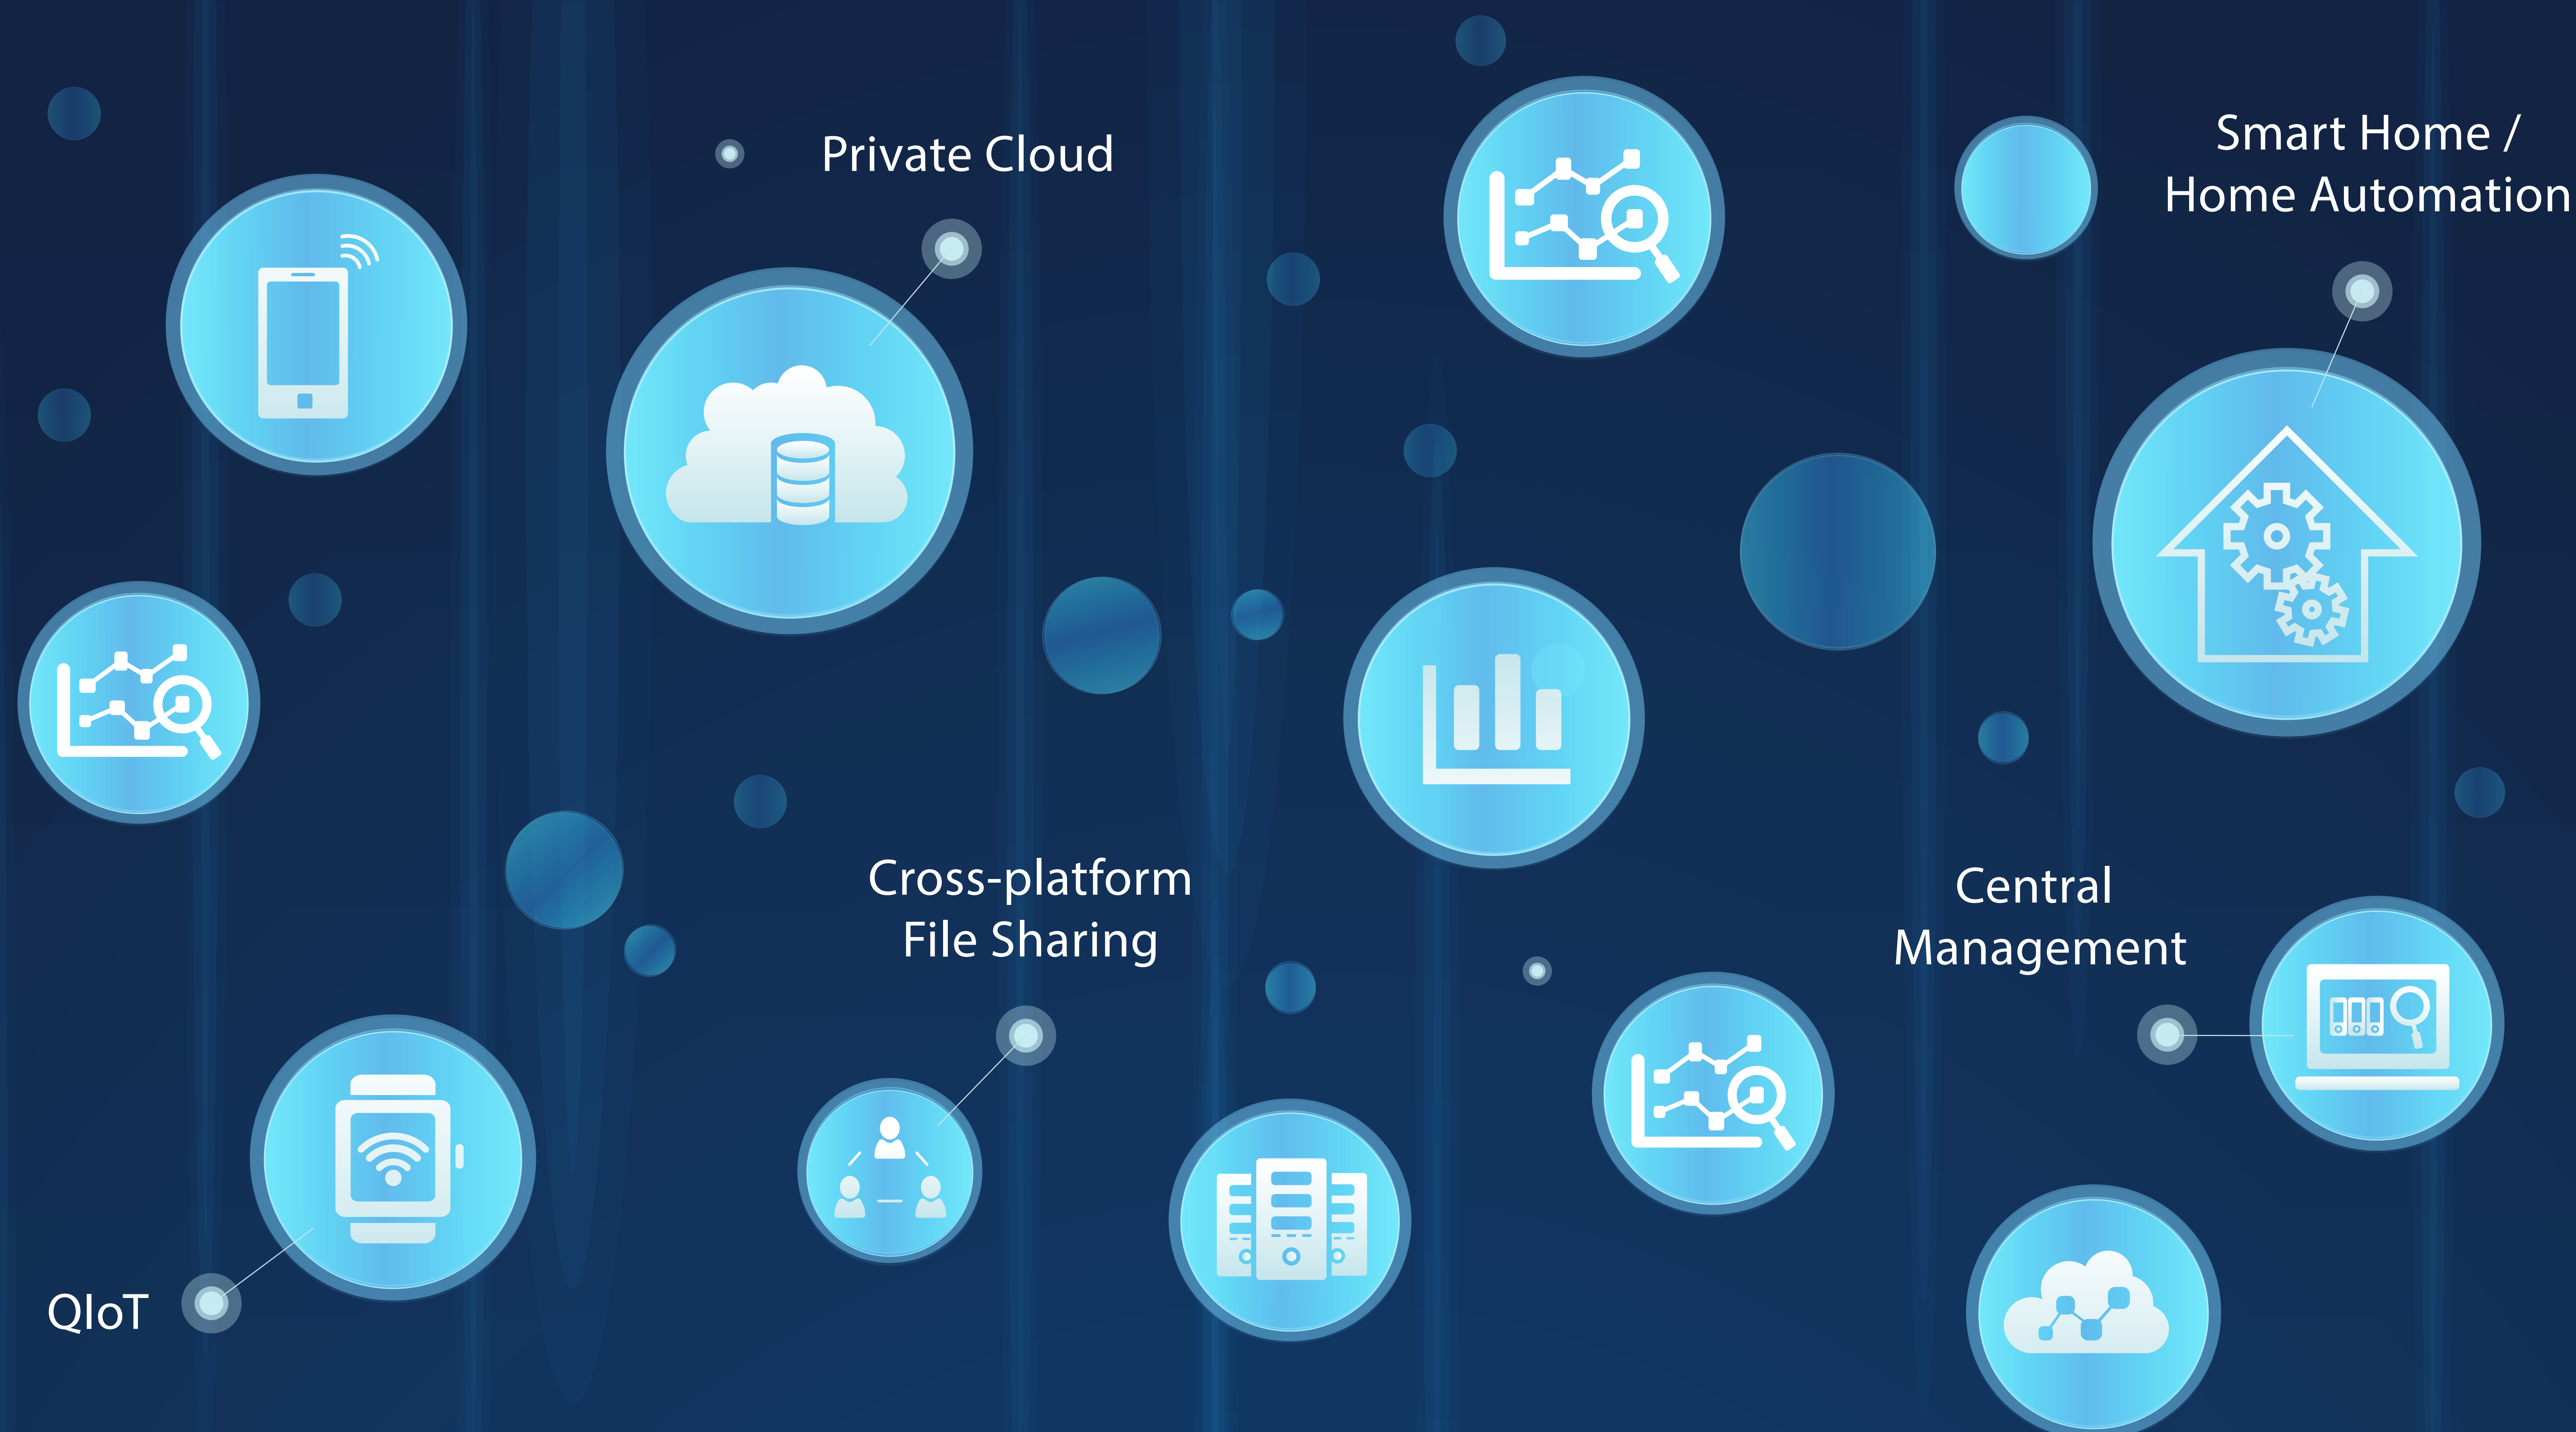 Private Cloud
Smart Home /
Home Automation
Cross-platform
File Sharing
Central
Management
QIoT